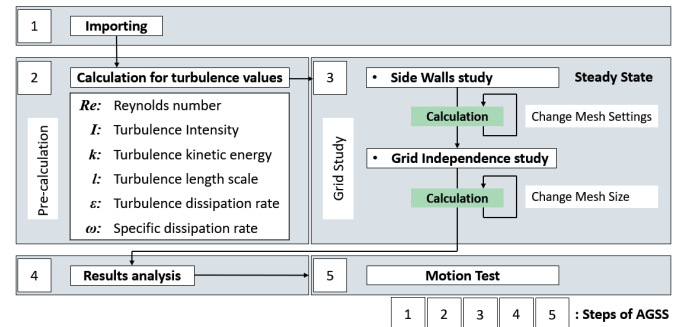 1
Importing
2
Calculation for turbulence values
Pre-calculation
Re: Reynolds number
I: Turbulence Intensity
k: Turbulence kinetic energy
l: Turbulence length scale
ε: Turbulence dissipation rate
ω: Specific dissipation rate
3
• Side Walls study
Steady State
Grid Study
Calculation
Change Mesh Settings
• Grid Independence study
Calculation
Change Mesh Size
4
Results analysis
5
Motion Test
1 2 3 4 5 : Steps of AGSS